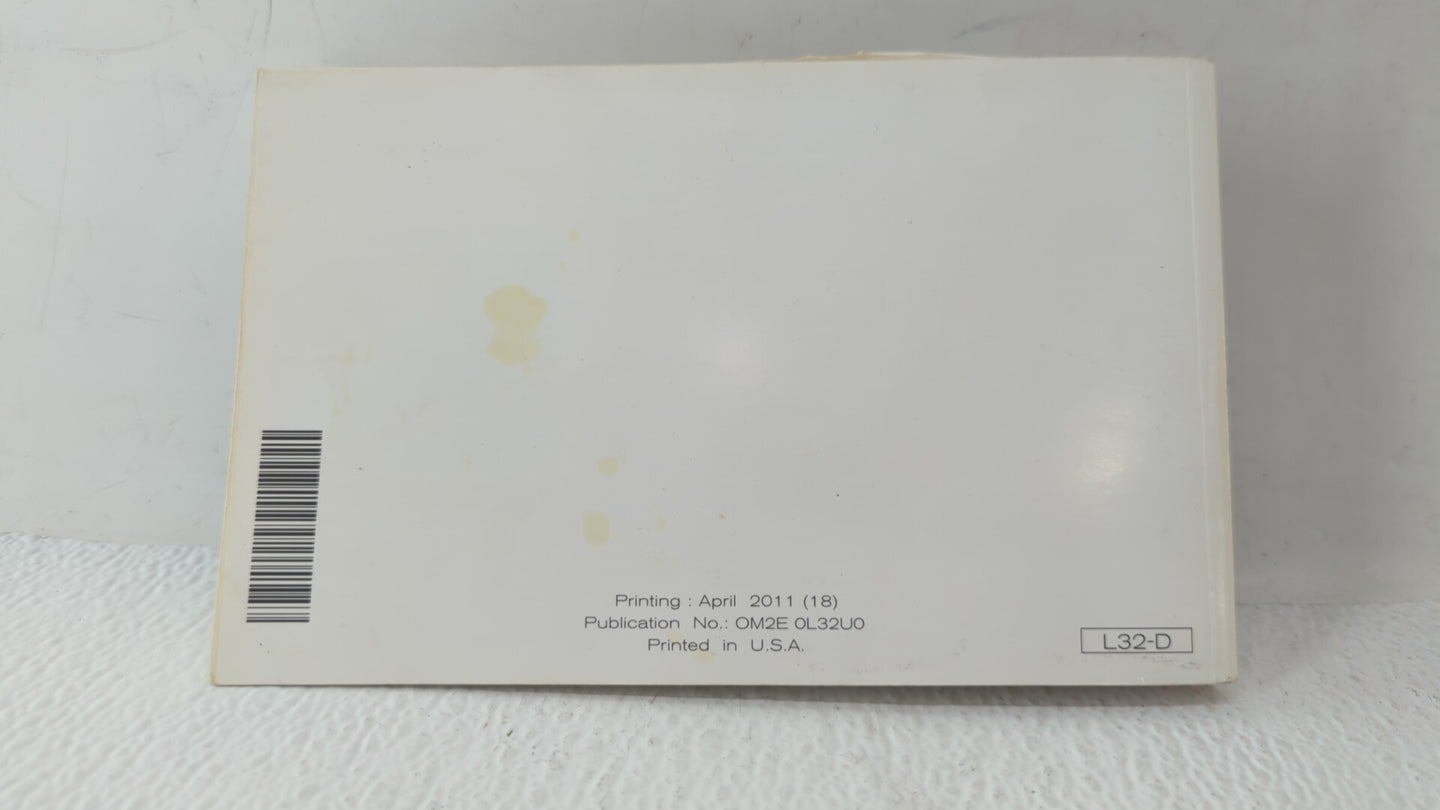 Printing : April 2011 (18)
Publication No.: OM2E 0L32U0
Printed in U.S.A.
L32-D